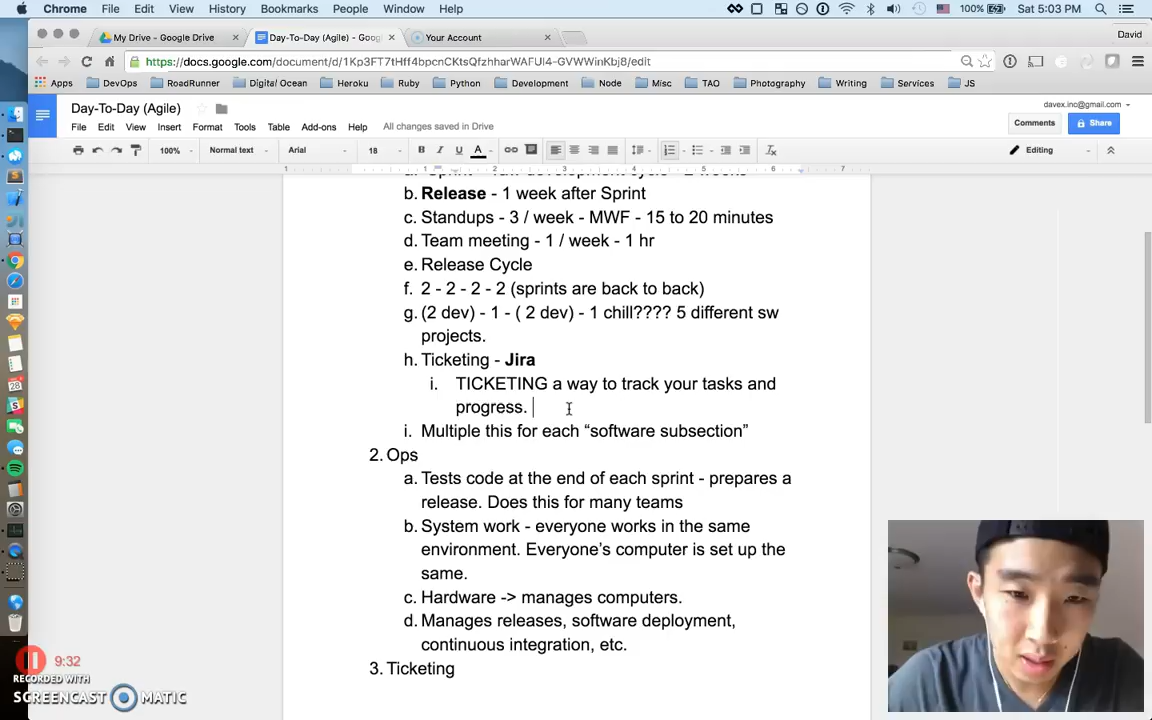 Chrome File Edit View History Bookmarks People Window Help 100% Sat 5:03 PM
My Drive - Google Drive Day-To-Day (Agile) - Goog Your Account David
https://docs.google.com/document/d/1Kp3FT7tHff4bpcnCKtsQfzhharWAFUl4-GVWWinKbj8/edit
Apps DevOps RoadRunner Digital Ocean Heroku Ruby Python Development Node Misc TAO Photography Writing Services JS
Day-To-Day (Agile) davex.inc@gmail.com
File Edit View Insert Format Tools Table Add-ons Help All changes saved in Drive Comments Share
100% Normal text Arial 18 B I U A Editing
1 1 2 3 4 5 6 7
b. Release - 1 week after Sprint
c. Standups - 3 / week - MWF - 15 to 20 minutes
d. Team meeting - 1 / week - 1 hr
e. Release Cycle
f. 2 - 2 - 2 - 2 (sprints are back to back)
g. (2 dev) - 1 - ( 2 dev) - 1 chill???? 5 different sw
projects.
h. Ticketing - Jira
i. TICKETING a way to track your tasks and
progress.
i. Multiple this for each “software subsection”
2. Ops
a. Tests code at the end of each sprint - prepares a
release. Does this for many teams
b. System work - everyone works in the same
environment. Everyone’s computer is set up the
same.
c. Hardware -> manages computers.
d. Manages releases, software deployment,
continuous integration, etc.
3. Ticketing
9:32
RECORDED WITH
SCREENCAST MATIC